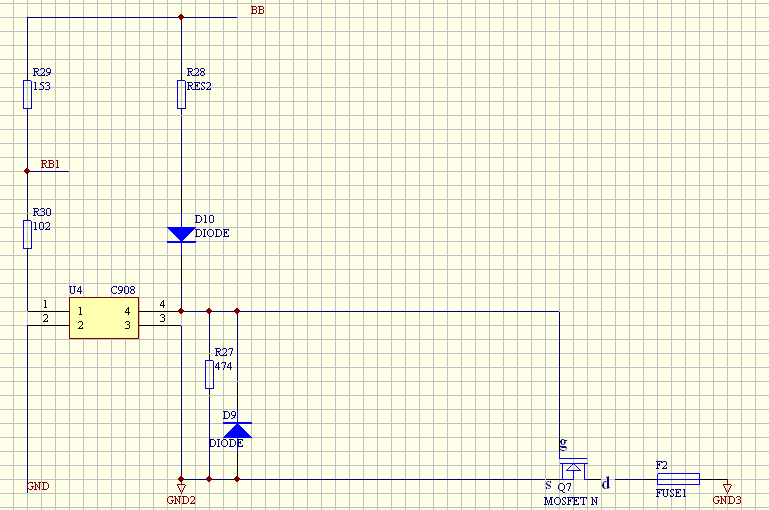 BB
R29
153
R28
RES2
RB1
R30
102
D10
DIODE
U4 C908
1 1 4 4
2 2 3 3
R27
474
D9
DIODE
g
GND
GND2
S Q7 d
MOSFET N
F2
FUSE1
GND3